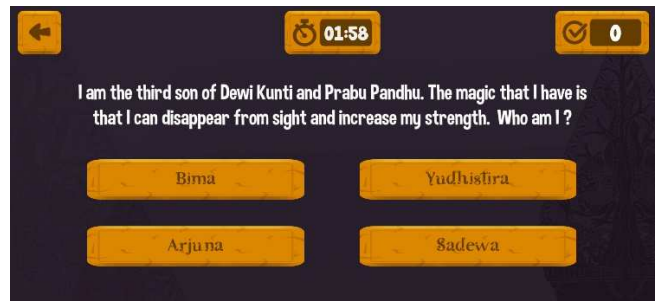 01:58
0
I am the third son of Dewi Kunti and Prabu Pandhu. The magic that I have is
that I can disappear from sight and increase my strength. Who am I ?
Bima
Yudhistira
Arjuna
Sadewa